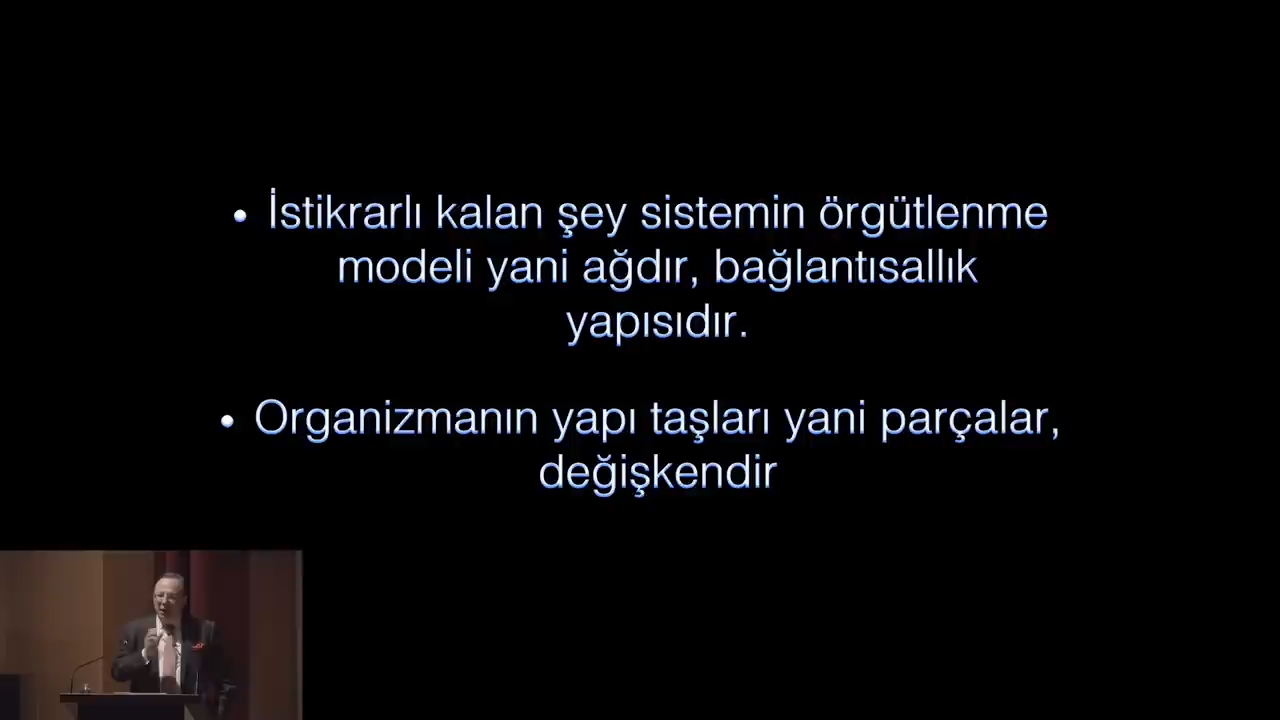 • İstikrarlı kalan şey sistemin örgütlenme
modeli yani ağdır, bağlantısallık
yapısıdır.
• Organizmanın yapı taşları yani parçalar,
değişkendir